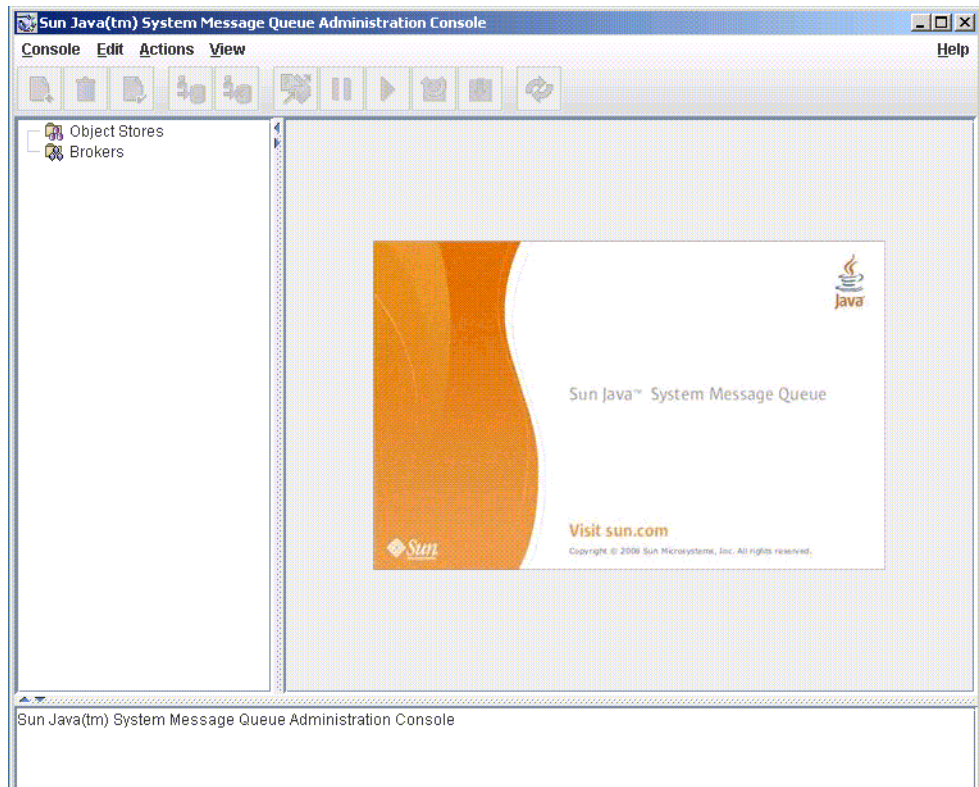 Sun Java(tm) System Message Queue Administration Console
Console Edit Actions View Help
Object Stores
Brokers
Java
Sun Java™ System Message Queue
Visit sun.com
Sun
Copyright © 2008 Sun Microsystems, Inc. All rights reserved.
Sun Java(tm) System Message Queue Administration Console